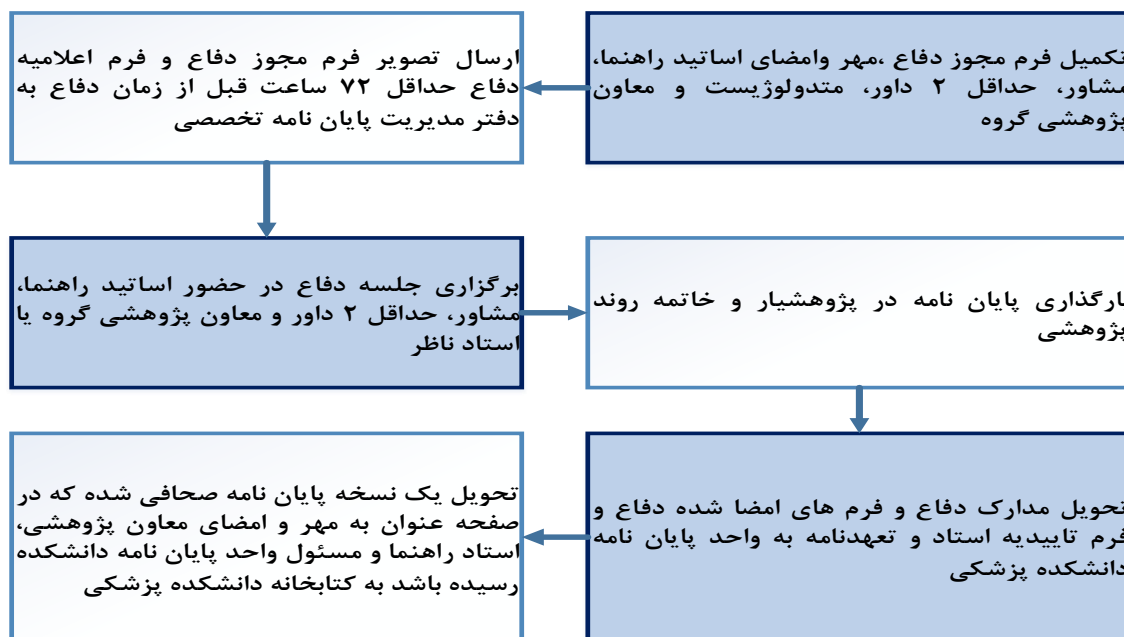 تکمیل فرم مجوز دفاع ،مهر وامضای اساتید راهنما،
مشاور، حداقل ۲ داور، متدولوژیست و معاون
پژوهشی گروه
ارسال تصویر فرم مجوز دفاع و فرم اعلامیه
دفاع حداقل ۷۲ ساعت قبل از زمان دفاع به
دفتر مدیریت پایان نامه تخصصی
برگزاری جلسه دفاع در حضور اساتید راهنما،
مشاور، حداقل ۲ داور و معاون پژوهشی گروه یا
استاد ناظر
بارگذاری پایان نامه در پژوهشیار و خاتمه روند
پژوهشی
تحویل مدارک دفاع و فرم های امضا شده دفاع و
فرم تاییدیه استاد و تعهدنامه به واحد پایان نامه
دانشکده پزشکی
تحویل یک نسخه پایان نامه صحافی شده که در
صفحه عنوان به مهر و امضای معاون پژوهشی،
استاد راهنما و مسئول واحد پایان نامه دانشکده
رسیده باشد به کتابخانه دانشکده پزشکی